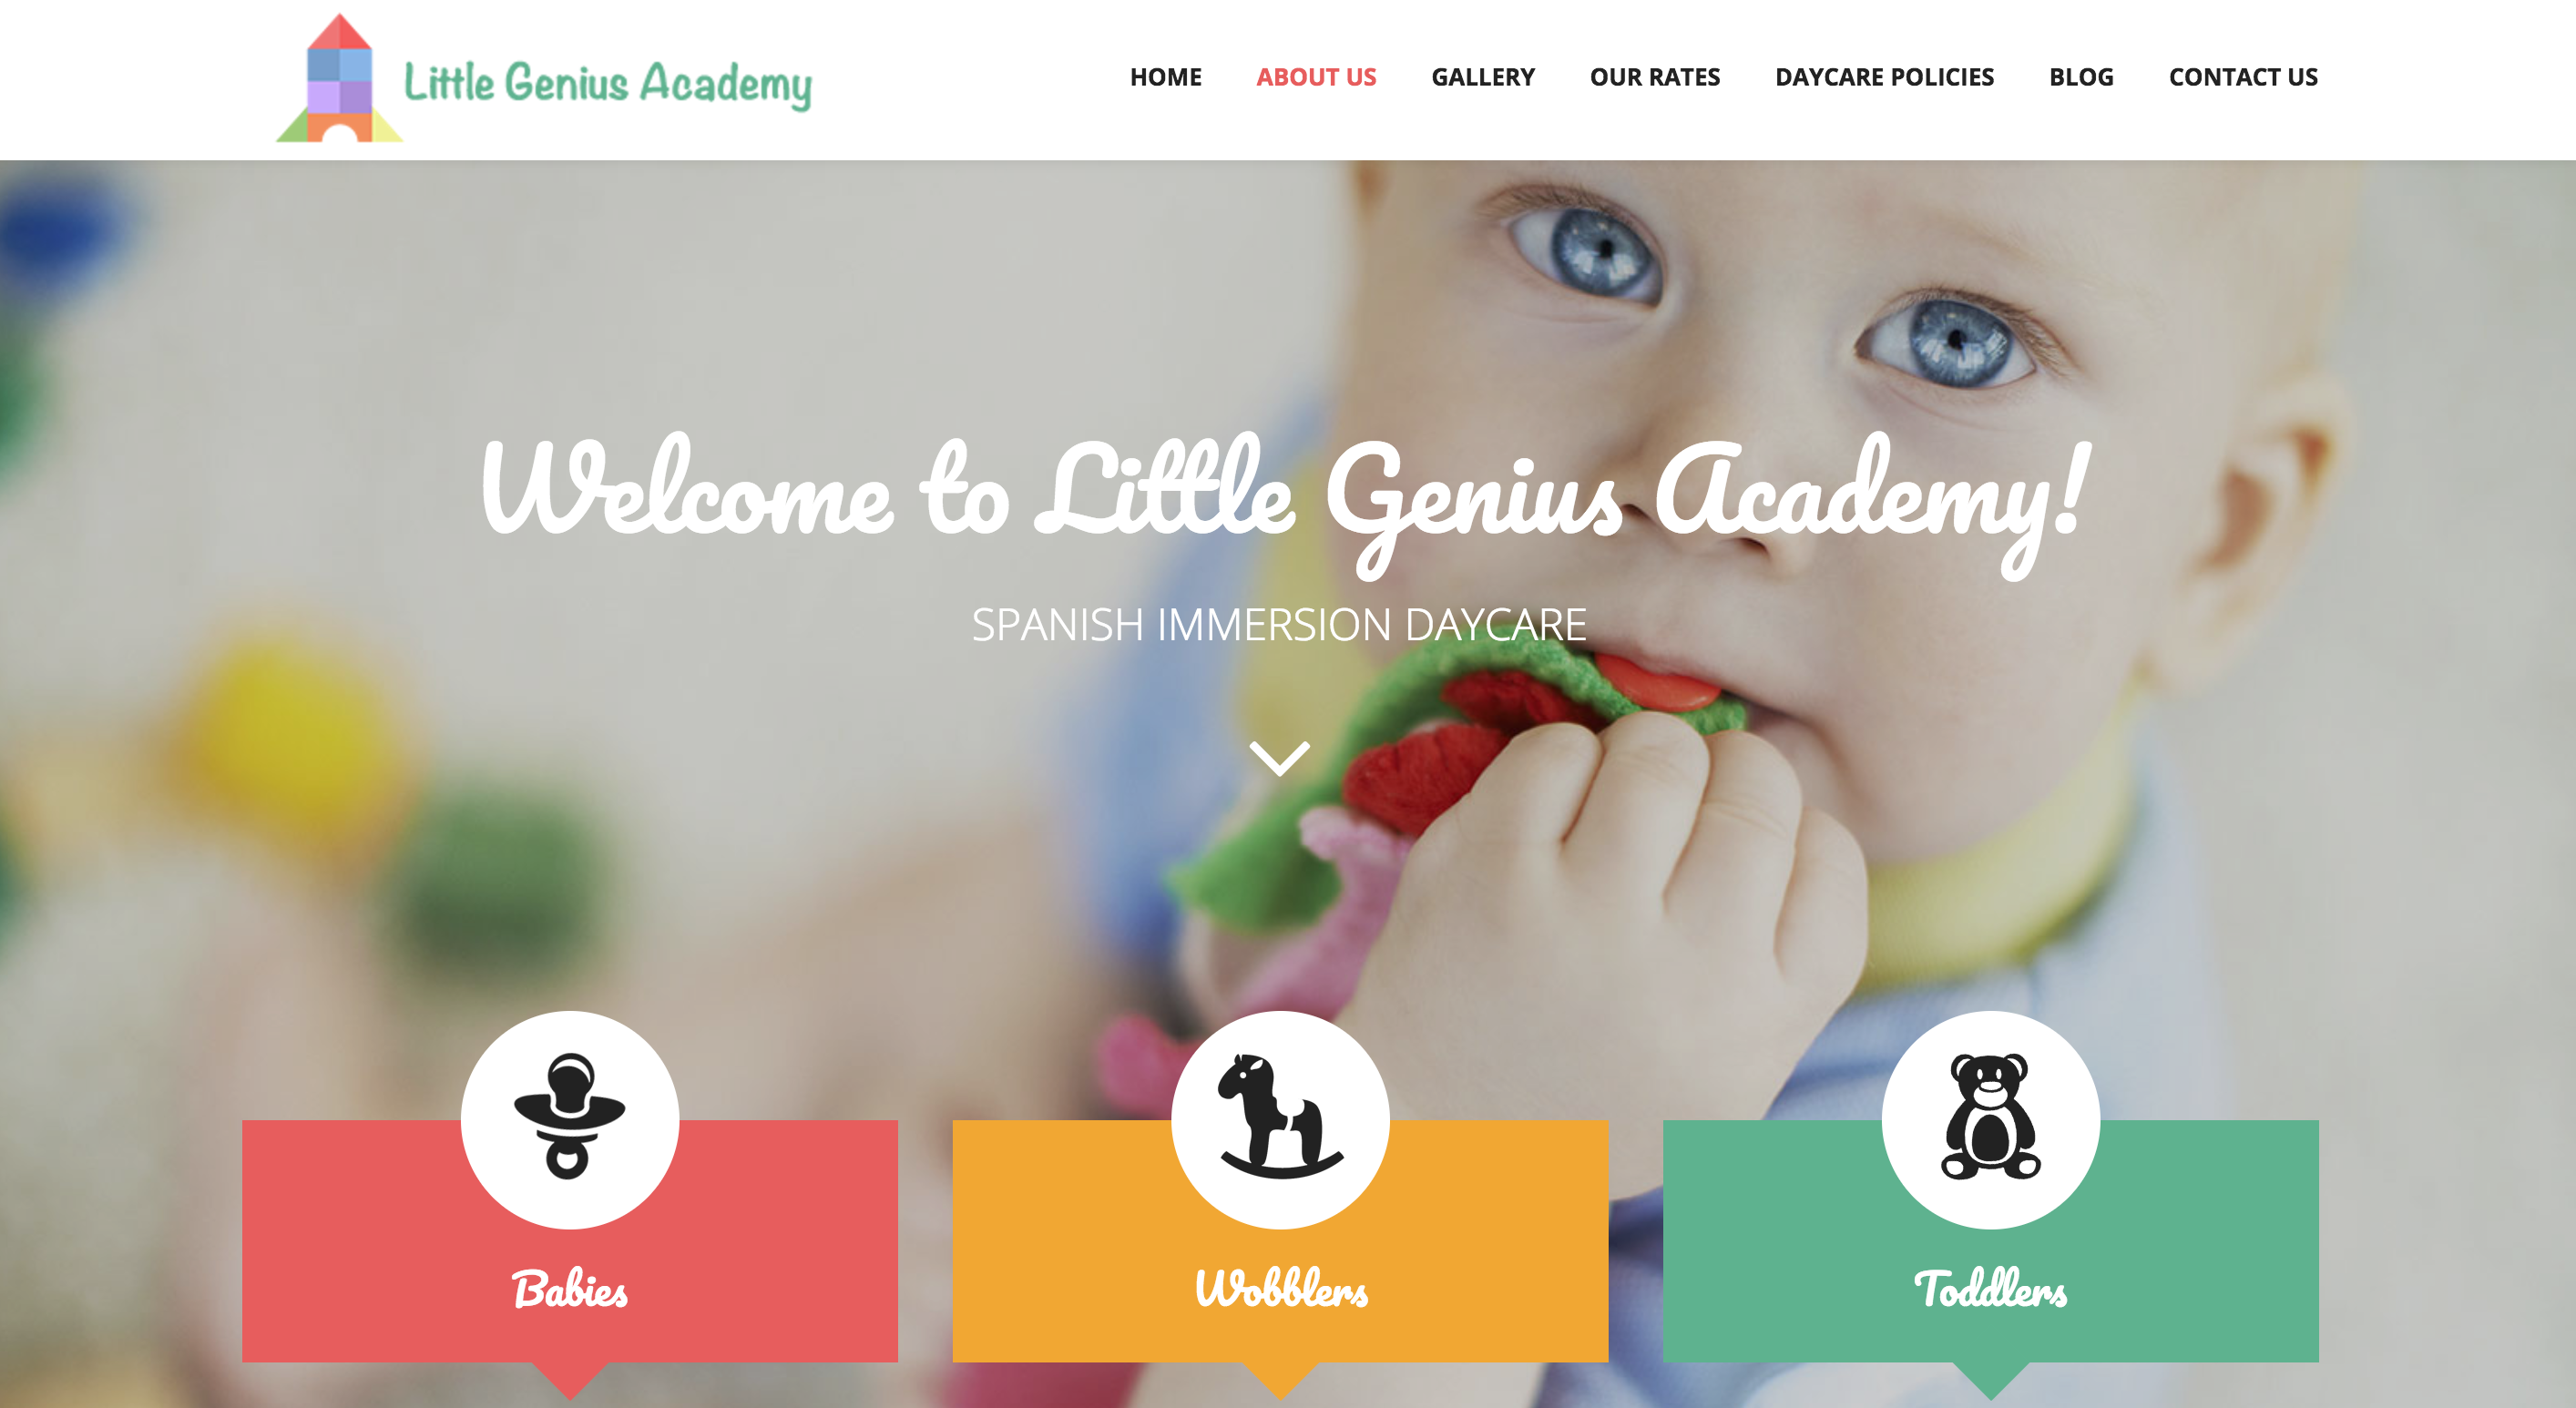 Little Genius Academy
HOME ABOUT US GALLERY OUR RATES DAYCARE POLICIES BLOG CONTACT US
Welcome to Little Genius Academy!
SPANISH IMMERSION DAYCARE
Babies
Wobblers
Toddlers